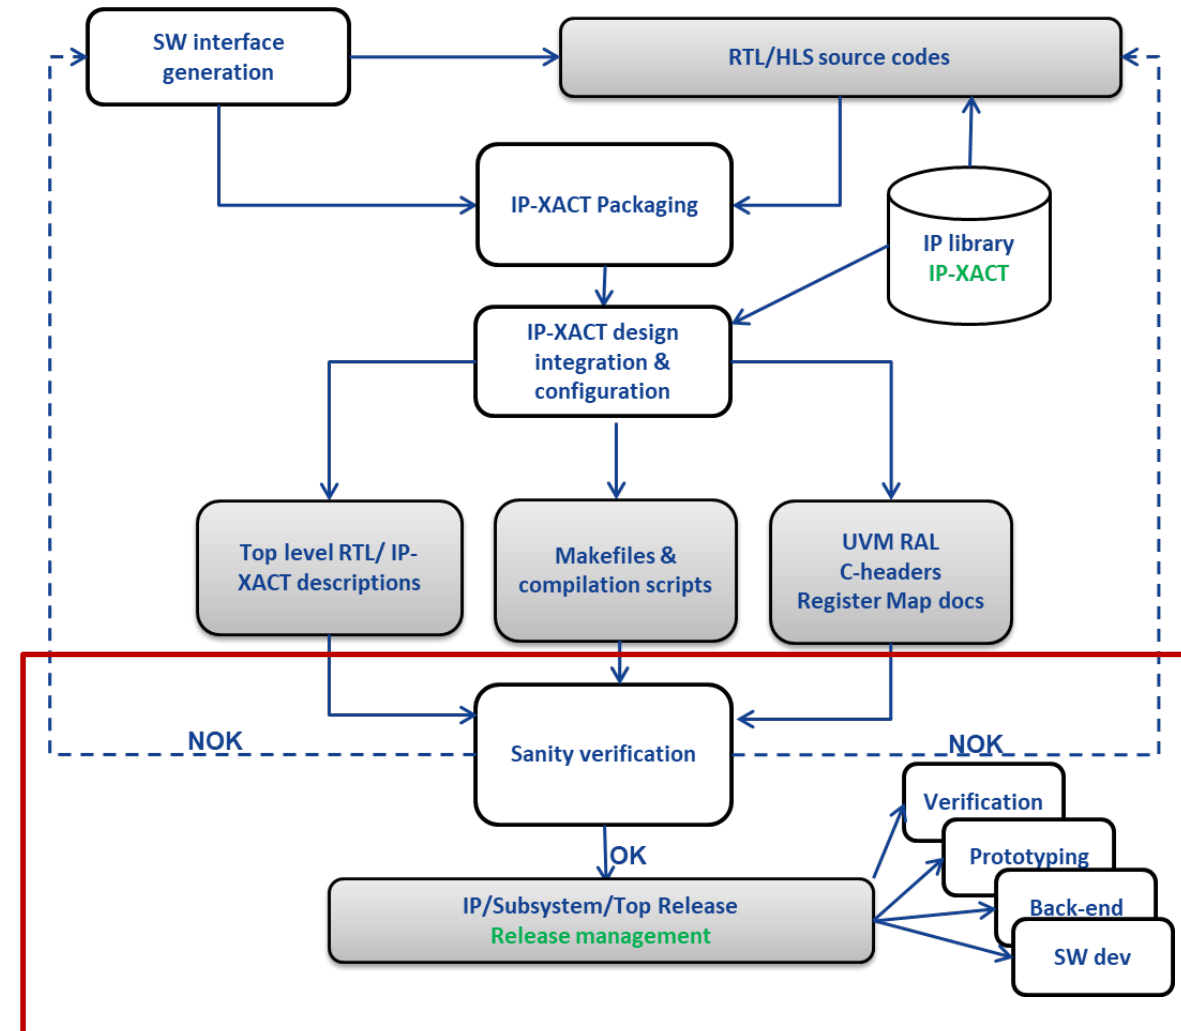 SW interface
generation
RTL/HLS source codes
IP-XACT Packaging
IP library
IP-XACT
IP-XACT design
integration &
configuration
Top level RTL/ IP-
XACT descriptions
Makefiles &
compilation scripts
UVM RAL
C-headers
Register Map docs
NOK
Sanity verification
NOK
OK
Verification
Prototyping
Back-end
SW dev
IP/Subsystem/Top Release
Release management